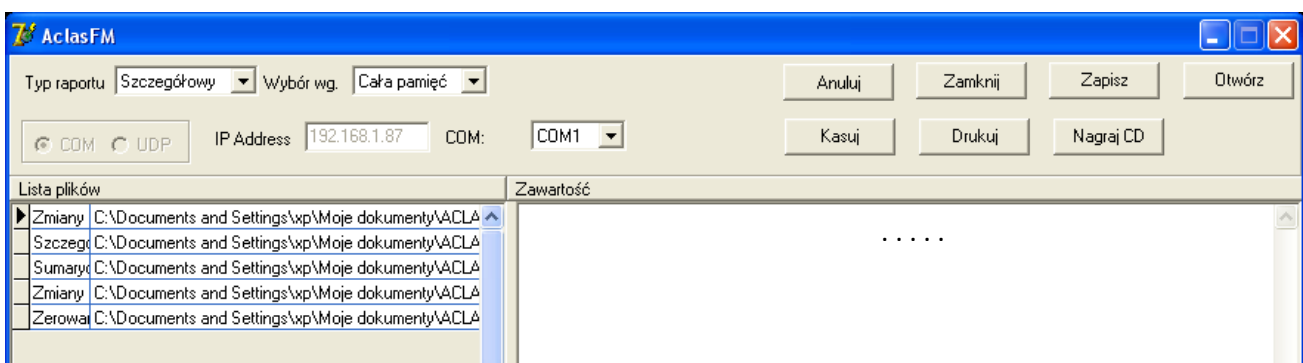 AclasFM
Typ raportu Szczegółowy Wybór wg. Cała pamięć Anuluj Zamknij Zapisz Otwórz
COM UDP IP Address 192.168.1.87 COM: COM1 Kasuj Drukuj Nagraj CD
Lista plików Zawartość
Zmiany C:\Documents and Settings\xp\Moje dokumenty\ACLA
Szczegó C:\Documents and Settings\xp\Moje dokumenty\ACLA
Sumaryc C:\Documents and Settings\xp\Moje dokumenty\ACLA
Zmiany C:\Documents and Settings\xp\Moje dokumenty\ACLA
Zerowan C:\Documents and Settings\xp\Moje dokumenty\ACLA
.....